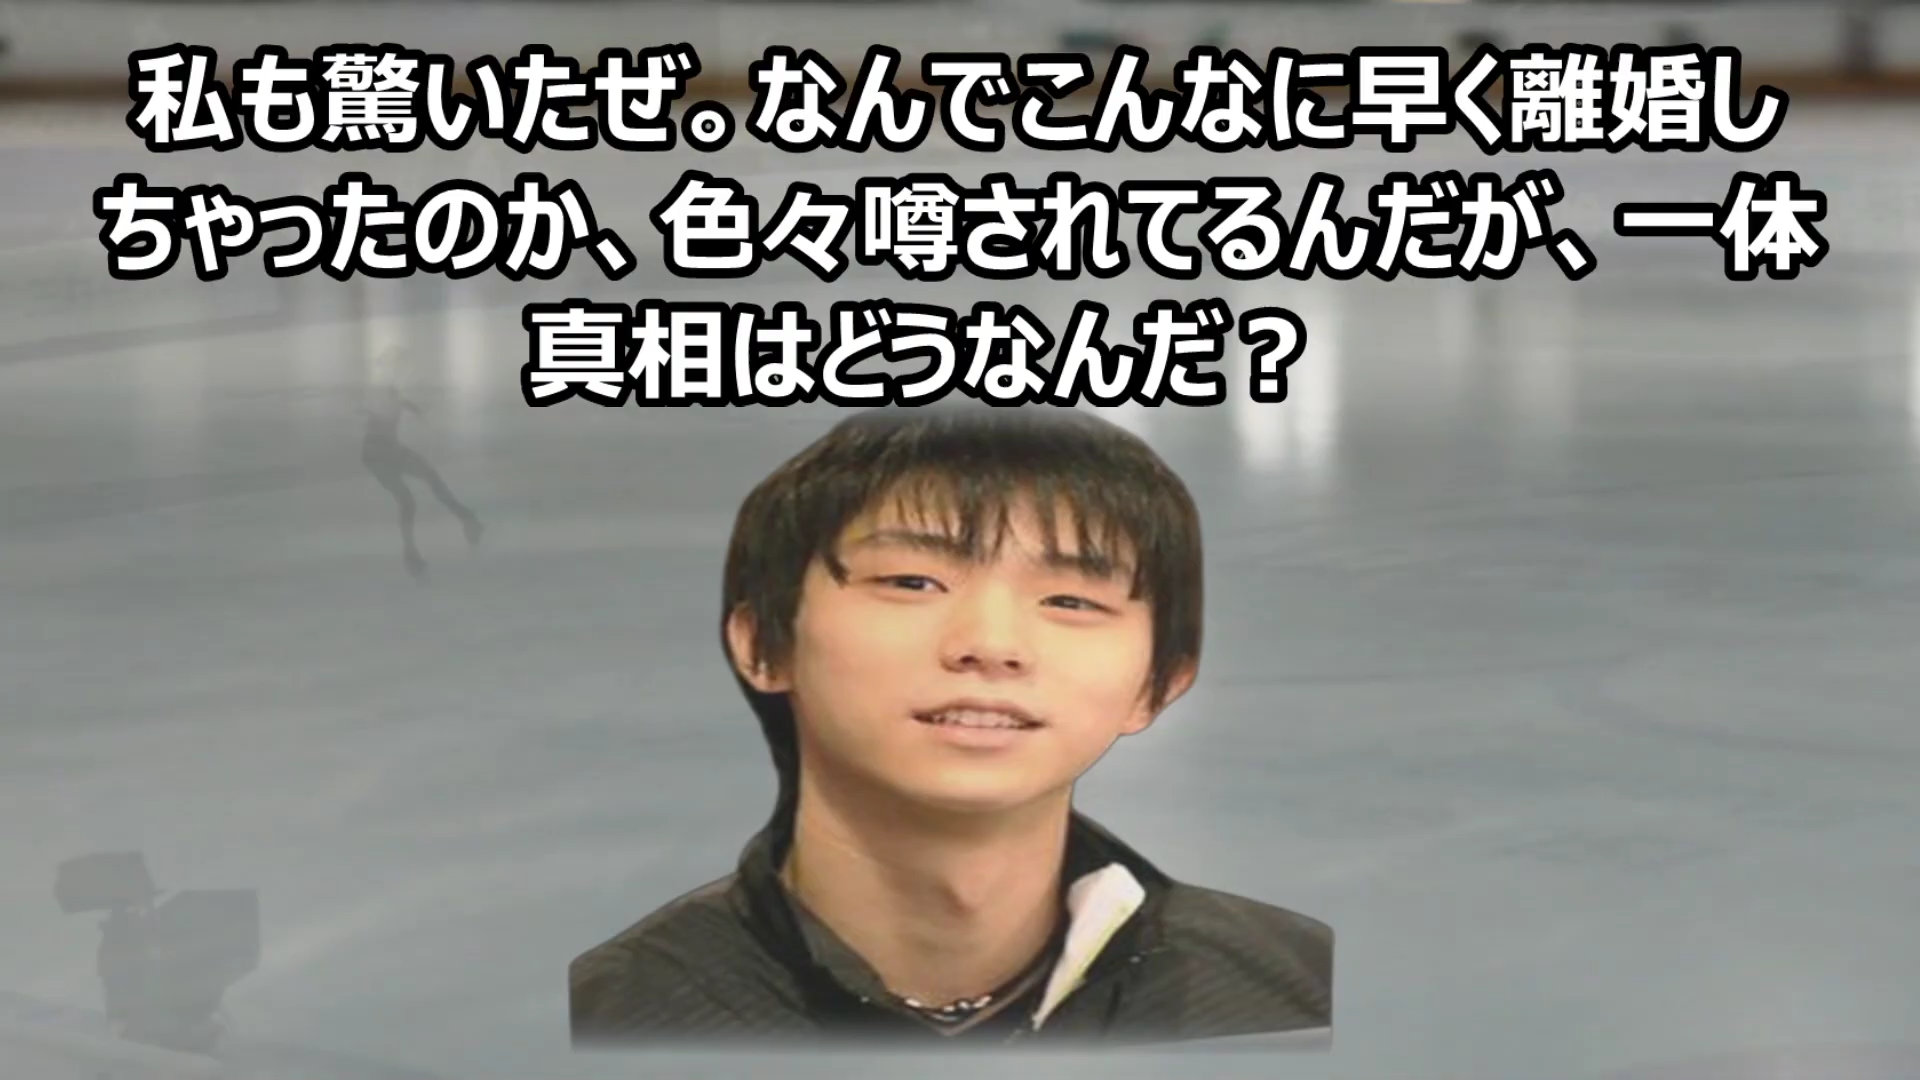 私も驚いたぜ。なんでこんなに早く離婚し
ちゃったのか、色々噂されてるんだが、一体
真相はどうなんだ？